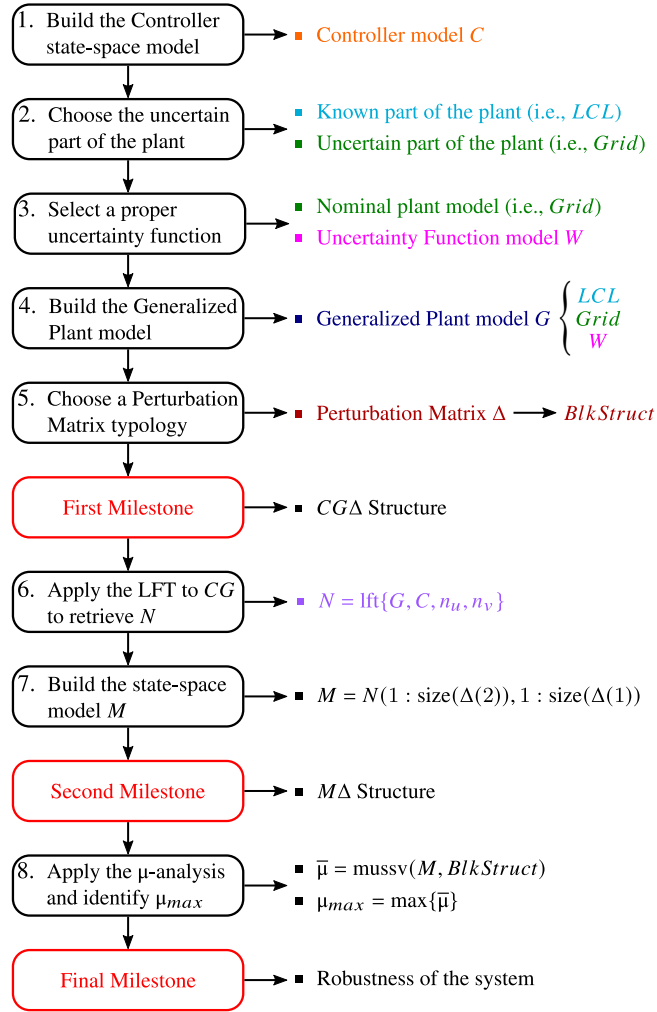 1. Build the Controller
state-space model
Controller model C
2. Choose the uncertain
part of the plant
Known part of the plant (i.e., LCL)
Uncertain part of the plant (i.e., Grid)
3. Select a proper
uncertainty function
Nominal plant model (i.e., Grid)
Uncertainty Function model W
4. Build the Generalized
Plant model
Generalized Plant model G
LCL
Grid
W
5. Choose a Perturbation
Matrix typology
Perturbation Matrix Δ
BlkStruct
First Milestone
CGΔ Structure
6. Apply the LFT to CG
to retrieve N
N = lft{G, C, n_u, n_v}
7. Build the state-space
model M
M = N(1 : size(Δ(2)), 1 : size(Δ(1))
Second Milestone
MΔ Structure
8. Apply the μ-analysis
and identify μ_max
μ̅ = mussv(M, BlkStruct)
μ_max = max{μ̅}
Final Milestone
Robustness of the system